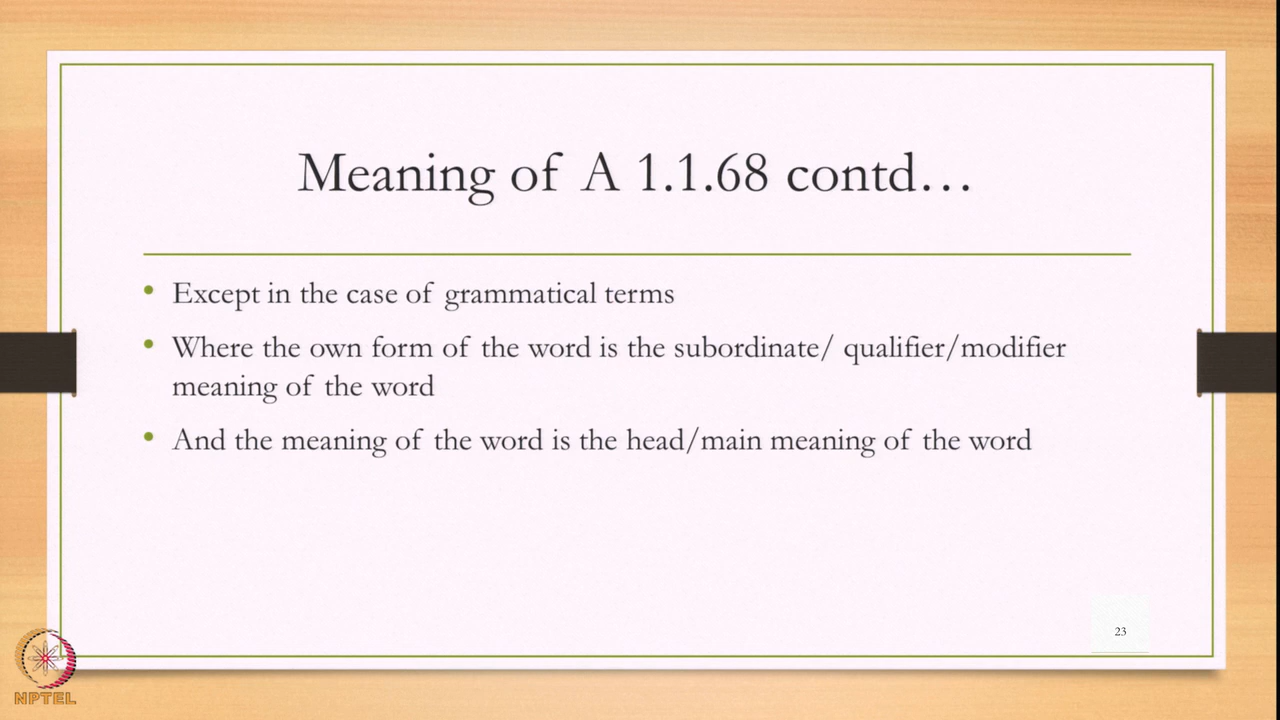 Meaning of A 1.1.68 contd…
• Except in the case of grammatical terms
• Where the own form of the word is the subordinate/ qualifier/modifier
meaning of the word
• And the meaning of the word is the head/main meaning of the word
23
NPTEL